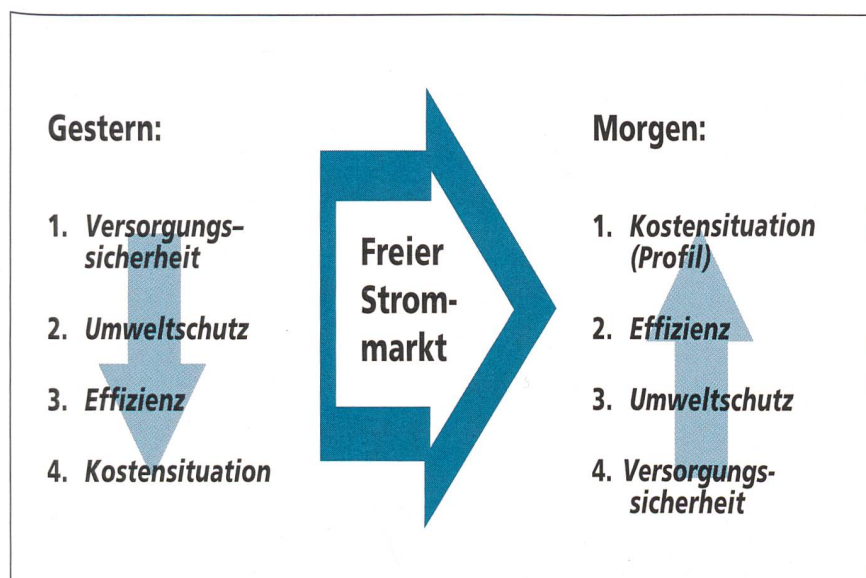 Gestern:
1. Versorgungs–
sicherheit
2. Umweltschutz
3. Effizienz
4. Kostensituation
Freier
Strom-
markt
Morgen:
1. Kostensituation
(Profil)
2. Effizienz
3. Umweltschutz
4. Versorgungs-
sicherheit